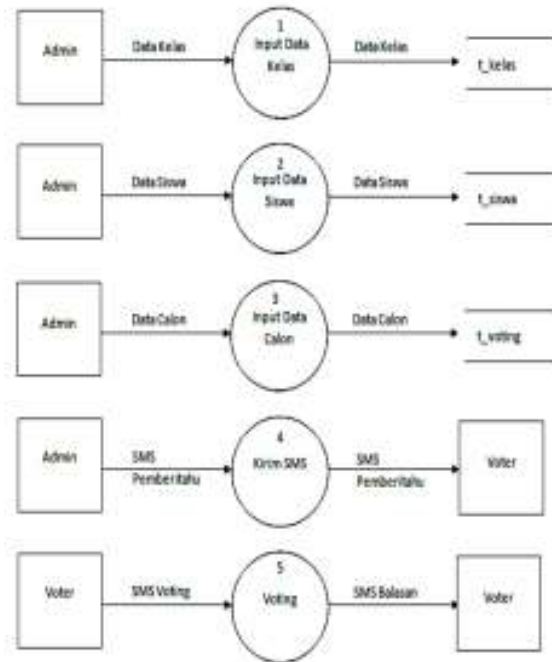 1
Admin
Data Kelas
Input Data
Kelas
Data Kelas
t_kelas
2
Admin
Data Siswa
Input Data
Siswa
Data Siswa
t_siswa
3
Admin
Data Calon
Input Data
Calon
Data Calon
t_voting
4
Admin
SMS
Pemberitahu
Kirim SMS
SMS
Pemberitahu
Voter
5
Voter
SMS Voting
Voting
SMS Balasan
Voter